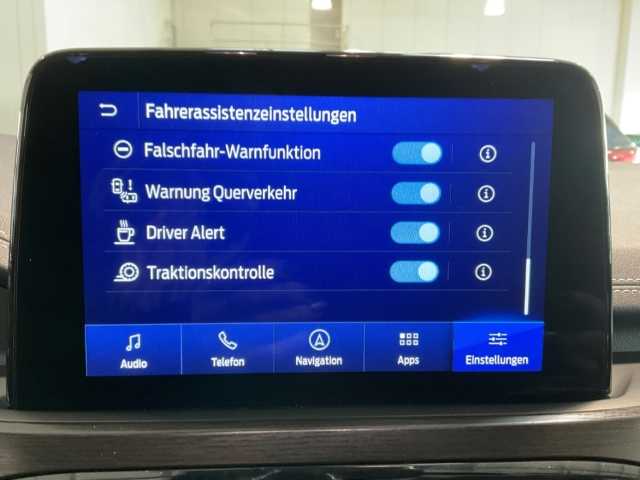 Fahrerassistenzeinstellungen
Falschfahr-Warnfunktion
Warnung Querverkehr
Driver Alert
Traktionskontrolle
Audio Telefon Navigation Apps Einstellungen